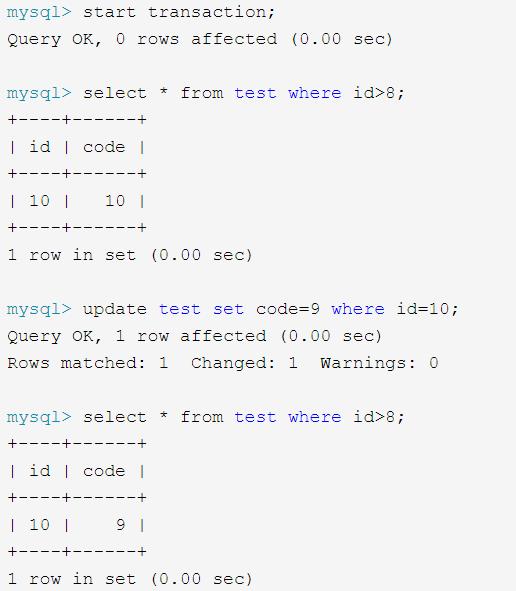 mysql> start transaction;
Query OK, 0 rows affected (0.00 sec)
mysql> select * from test where id>8;
+----+------+
| id | code |
+----+------+
| 10 |   10 |
+----+------+
1 row in set (0.00 sec)
mysql> update test set code=9 where id=10;
Query OK, 1 row affected (0.00 sec)
Rows matched: 1  Changed: 1  Warnings: 0
mysql> select * from test where id>8;
+----+------+
| id | code |
+----+------+
| 10 |    9 |
+----+------+
1 row in set (0.00 sec)